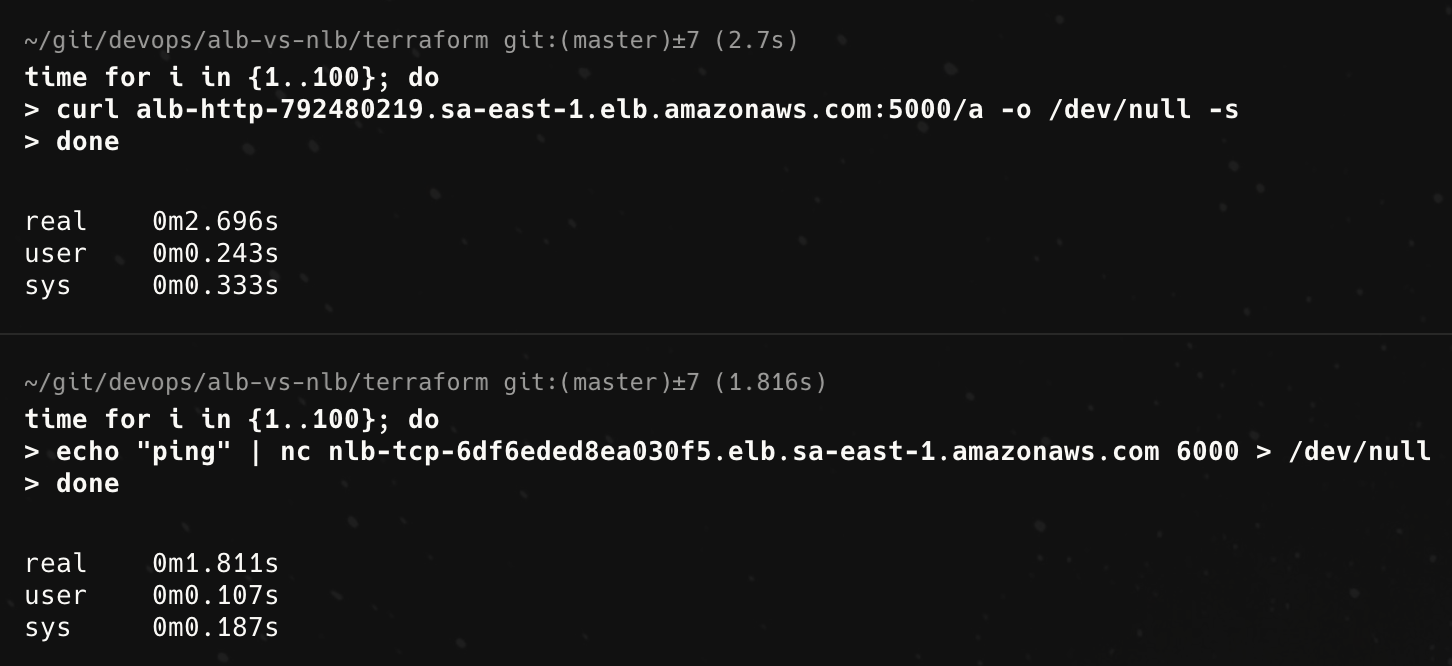 ~/git/devops/alb-vs-nlb/terraform git:(master)±7 (2.7s)
time for i in {1..100}; do
> curl alb-http-792480219.sa-east-1.elb.amazonaws.com:5000/a -o /dev/null -s
> done
real 0m2.696s
user 0m0.243s
sys 0m0.333s
~/git/devops/alb-vs-nlb/terraform git:(master)±7 (1.816s)
time for i in {1..100}; do
> echo "ping" | nc nlb-tcp-6df6eded8ea030f5.elb.sa-east-1.amazonaws.com 6000 > /dev/null
> done
real 0m1.811s
user 0m0.107s
sys 0m0.187s